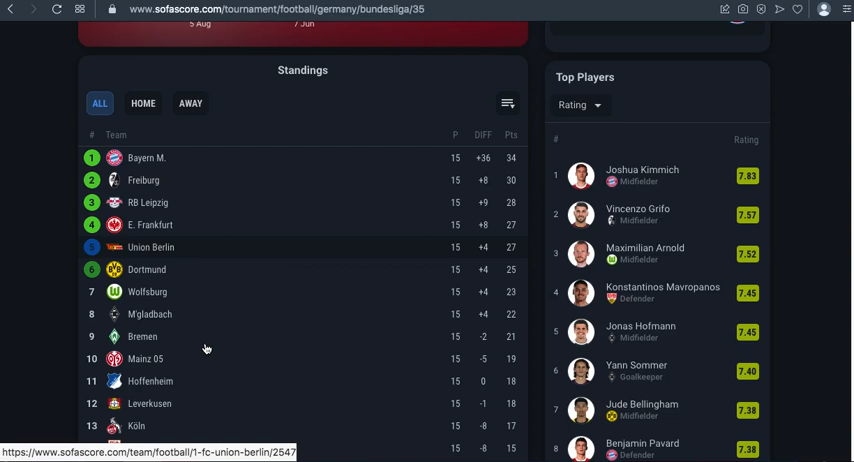 www.sofascore.com/tournament/football/germany/bundesliga/35
5 Aug 7 Jun
Standings
ALL HOME AWAY
# Team P DIFF Pts
1 Bayern M. 15 +36 34
2 Freiburg 15 +8 30
3 RB Leipzig 15 +9 28
4 E. Frankfurt 15 +8 27
5 Union Berlin 15 +4 27
6 Dortmund 15 +4 25
7 Wolfsburg 15 +4 23
8 M'gladbach 15 +4 22
9 Bremen 15 -2 21
10 Mainz 05 15 -5 19
11 Hoffenheim 15 0 18
12 Leverkusen 15 -1 18
13 Köln 15 -8 17
15 -8 15
https://www.sofascore.com/team/football/1-fc-union-berlin/2547
Top Players
Rating
# Rating
1 Joshua Kimmich 7.83
Midfielder
2 Vincenzo Grifo 7.57
Midfielder
3 Maximilian Arnold 7.52
Midfielder
4 Konstantinos Mavropanos 7.45
Defender
5 Jonas Hofmann 7.45
Midfielder
6 Yann Sommer 7.40
Goalkeeper
7 Jude Bellingham 7.38
Midfielder
8 Benjamin Pavard 7.38
Defender